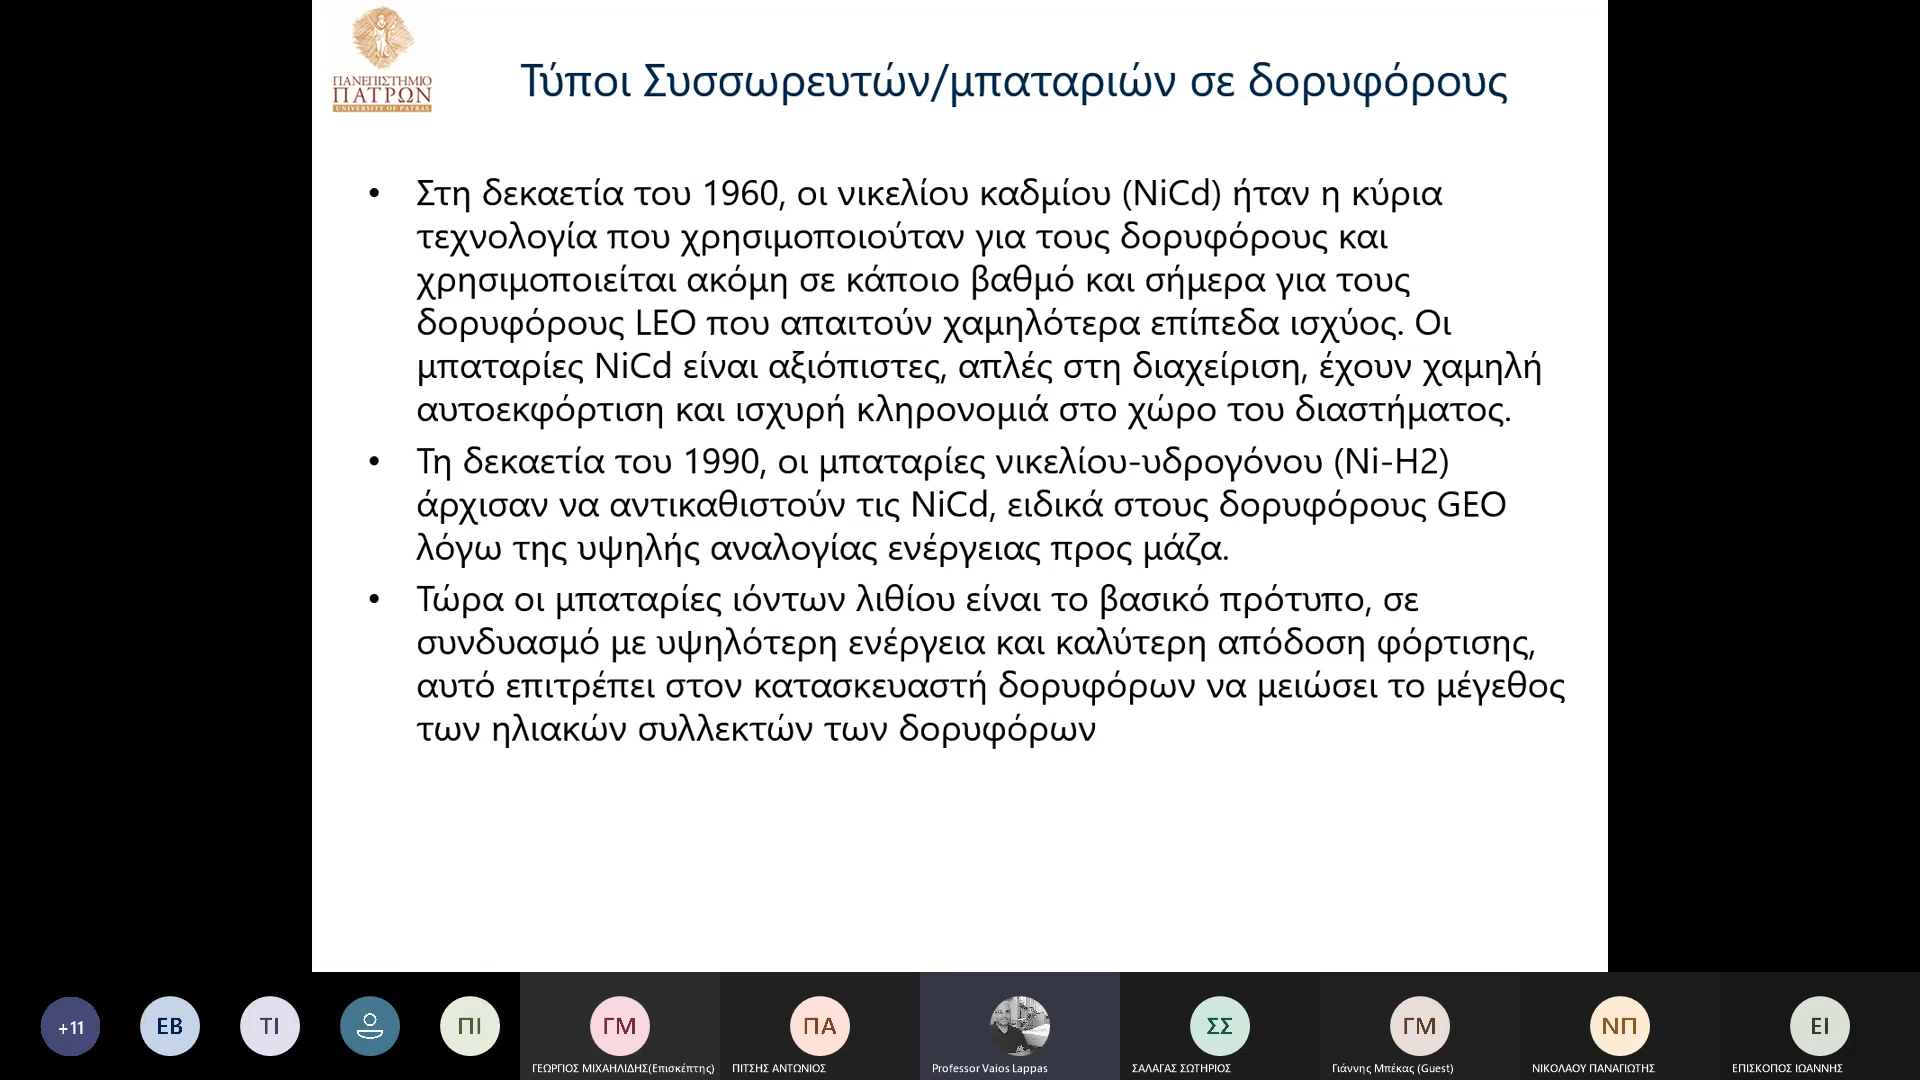 ΠΑΝΕΠΙΣΤΗΜΙΟ
ΠΑΤΡΩΝ
UNIVERSITY OF PATRAS
Τύποι Συσσωρευτών/μπαταριών σε δορυφόρους
• Στη δεκαετία του 1960, οι νικελίου καδμίου (NiCd) ήταν η κύρια
τεχνολογία που χρησιμοποιούταν για τους δορυφόρους και
χρησιμοποιείται ακόμη σε κάποιο βαθμό και σήμερα για τους
δορυφόρους LEO που απαιτούν χαμηλότερα επίπεδα ισχύος. Οι
μπαταρίες NiCd είναι αξιόπιστες, απλές στη διαχείριση, έχουν χαμηλή
αυτοεκφόρτιση και ισχυρή κληρονομιά στο χώρο του διαστήματος.
• Τη δεκαετία του 1990, οι μπαταρίες νικελίου-υδρογόνου (Ni-H2)
άρχισαν να αντικαθιστούν τις NiCd, ειδικά στους δορυφόρους GEO
λόγω της υψηλής αναλογίας ενέργειας προς μάζα.
• Τώρα οι μπαταρίες ιόντων λιθίου είναι το βασικό πρότυπο, σε
συνδυασμό με υψηλότερη ενέργεια και καλύτερη απόδοση φόρτισης,
αυτό επιτρέπει στον κατασκευαστή δορυφόρων να μειώσει το μέγεθος
των ηλιακών συλλεκτών των δορυφόρων
+11 ΕΒ ΤΙ ΠΙ ΓΜ ΠΑ ΣΣ ΓΜ ΝΠ ΕΙ
ΓΕΩΡΓΙΟΣ ΜΙΧΑΗΛΙΔΗΣ(Επισκέπτης) ΠΙΤΣΗΣ ΑΝΤΩΝΙΟΣ Professor Vaios Lappas ΣΑΛΑΓΑΣ ΣΩΤΗΡΙΟΣ Γιάννης Μπέκας (Guest) ΝΙΚΟΛΑΟΥ ΠΑΝΑΓΙΩΤΗΣ ΕΠΙΣΚΟΠΟΣ ΙΩΑΝΝΗΣ